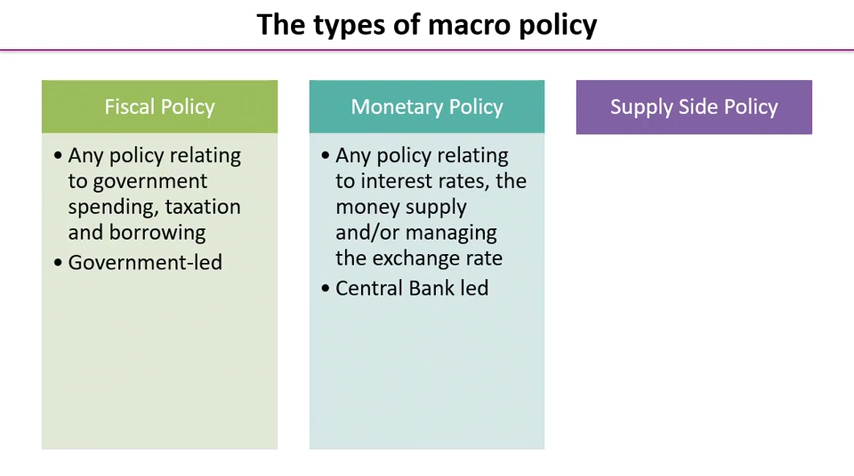 The types of macro policy
Fiscal Policy
• Any policy relating
to government
spending, taxation
and borrowing
• Government-led
Monetary Policy
• Any policy relating
to interest rates, the
money supply
and/or managing
the exchange rate
• Central Bank led
Supply Side Policy